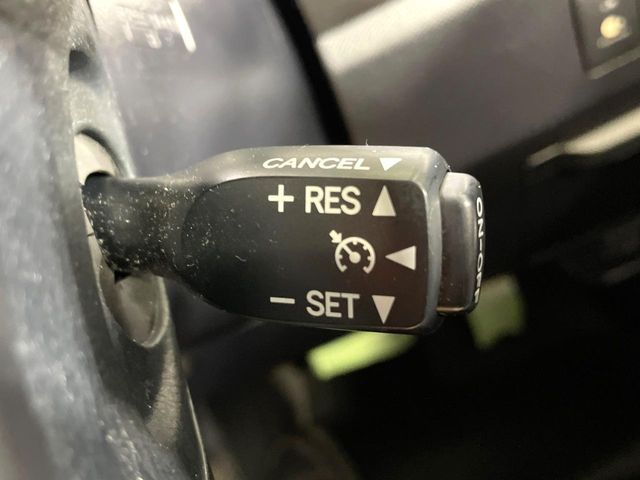 CANCEL ▼
+ RES ▲
◀
− SET ▼
ON-OFF